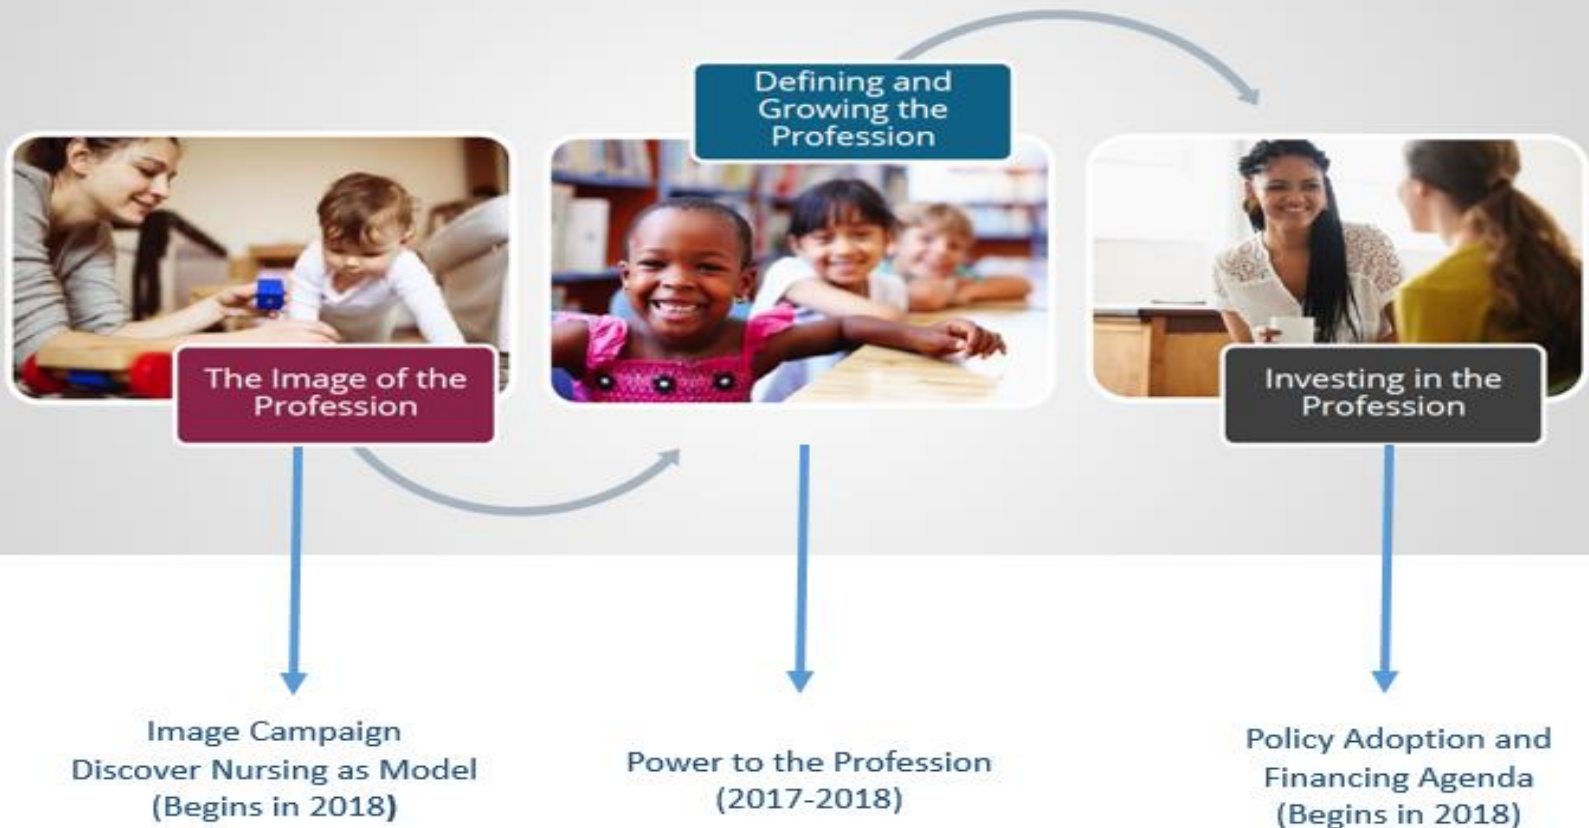 Defining and
Growing the
Profession
The Image of the
Profession
Investing in the
Profession
Image Campaign
Discover Nursing as Model
(Begins in 2018)
Power to the Profession
(2017-2018)
Policy Adoption and
Financing Agenda
(Begins in 2018)